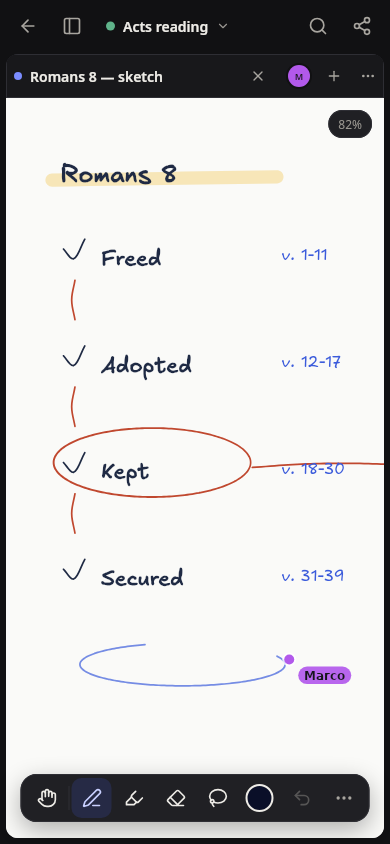 Acts reading
Romans 8 — sketch
M
82%
Romans 8
Freed v. 1-11
Adopted v. 12-17
Kept v. 18-30
Secured v. 31-39
Marco